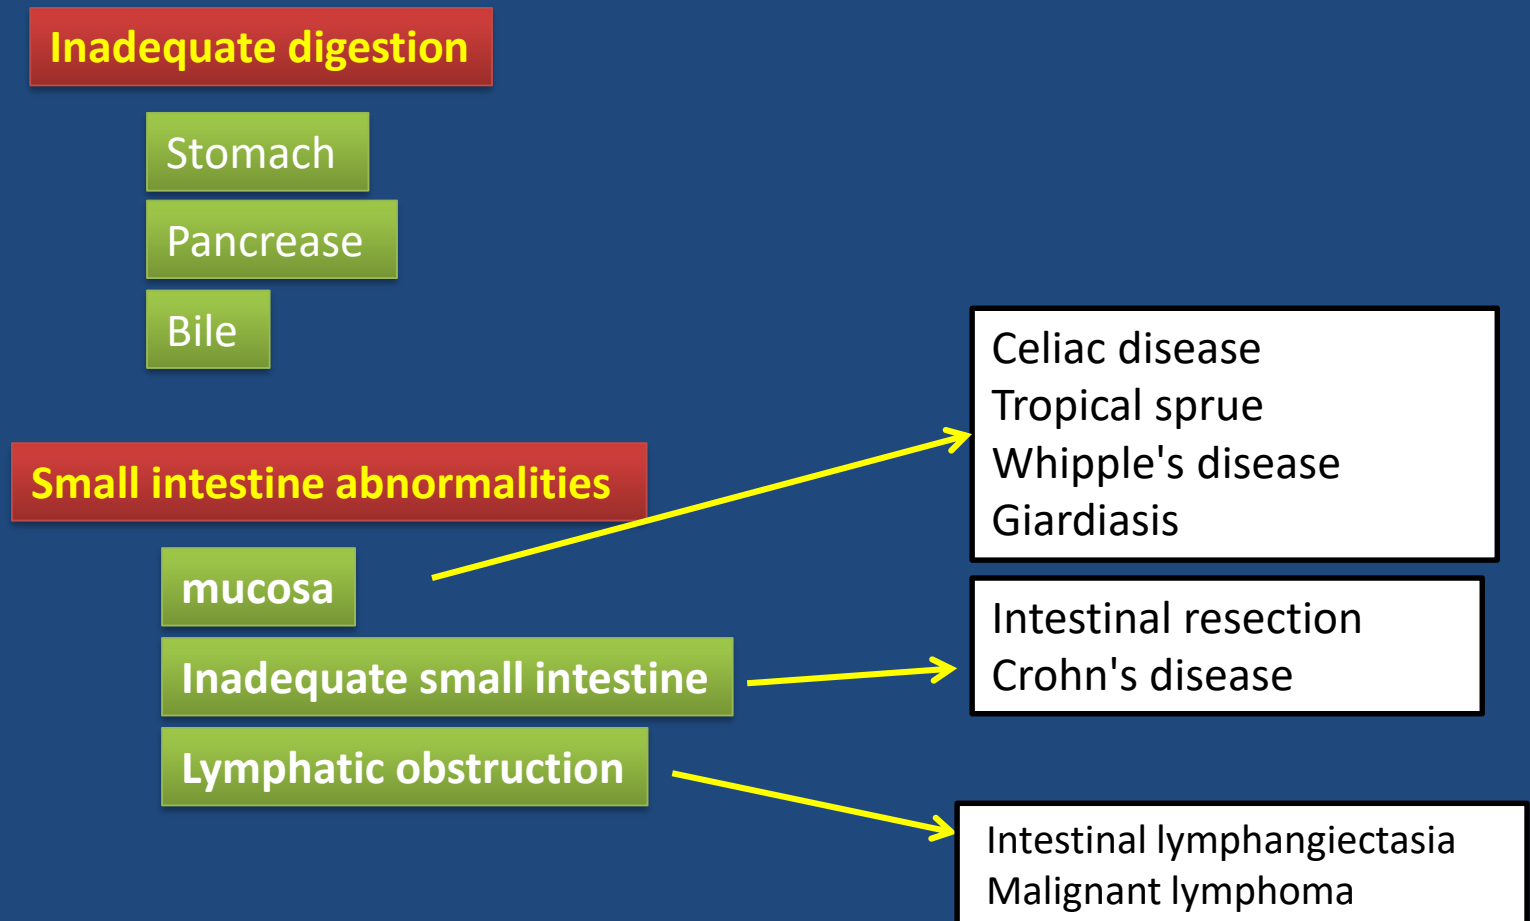 Inadequate digestion
Stomach
Pancrease
Bile
Small intestine abnormalities
mucosa
Celiac disease
Tropical sprue
Whipple's disease
Giardiasis
Inadequate small intestine
Intestinal resection
Crohn's disease
Lymphatic obstruction
Intestinal lymphangiectasia
Malignant lymphoma